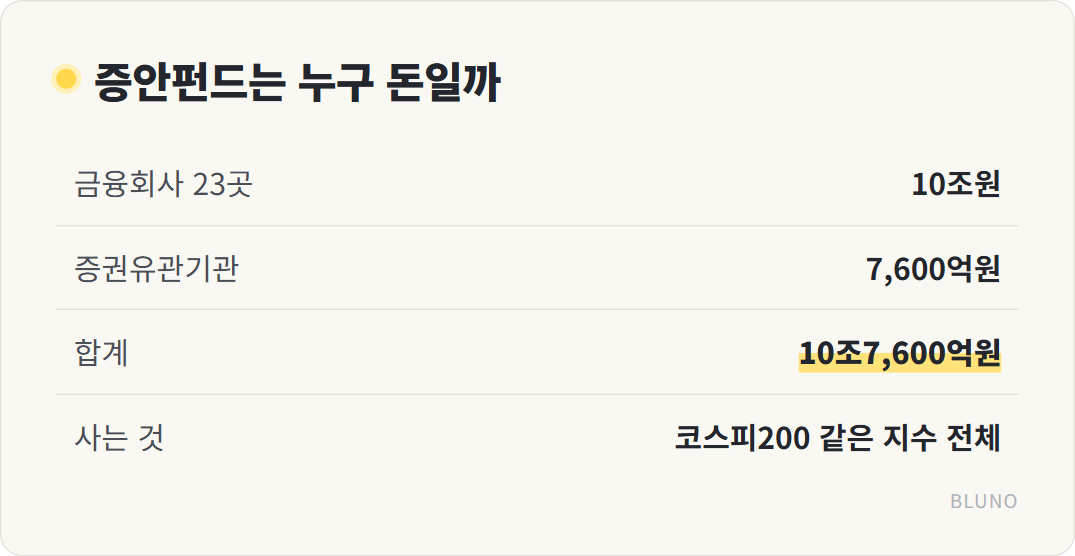 증안펀드는 누구 돈일까
금융회사 23곳 10조원
증권유관기관 7,600억원
합계 10조7,600억원
사는 것 코스피200 같은 지수 전체
BLUNO